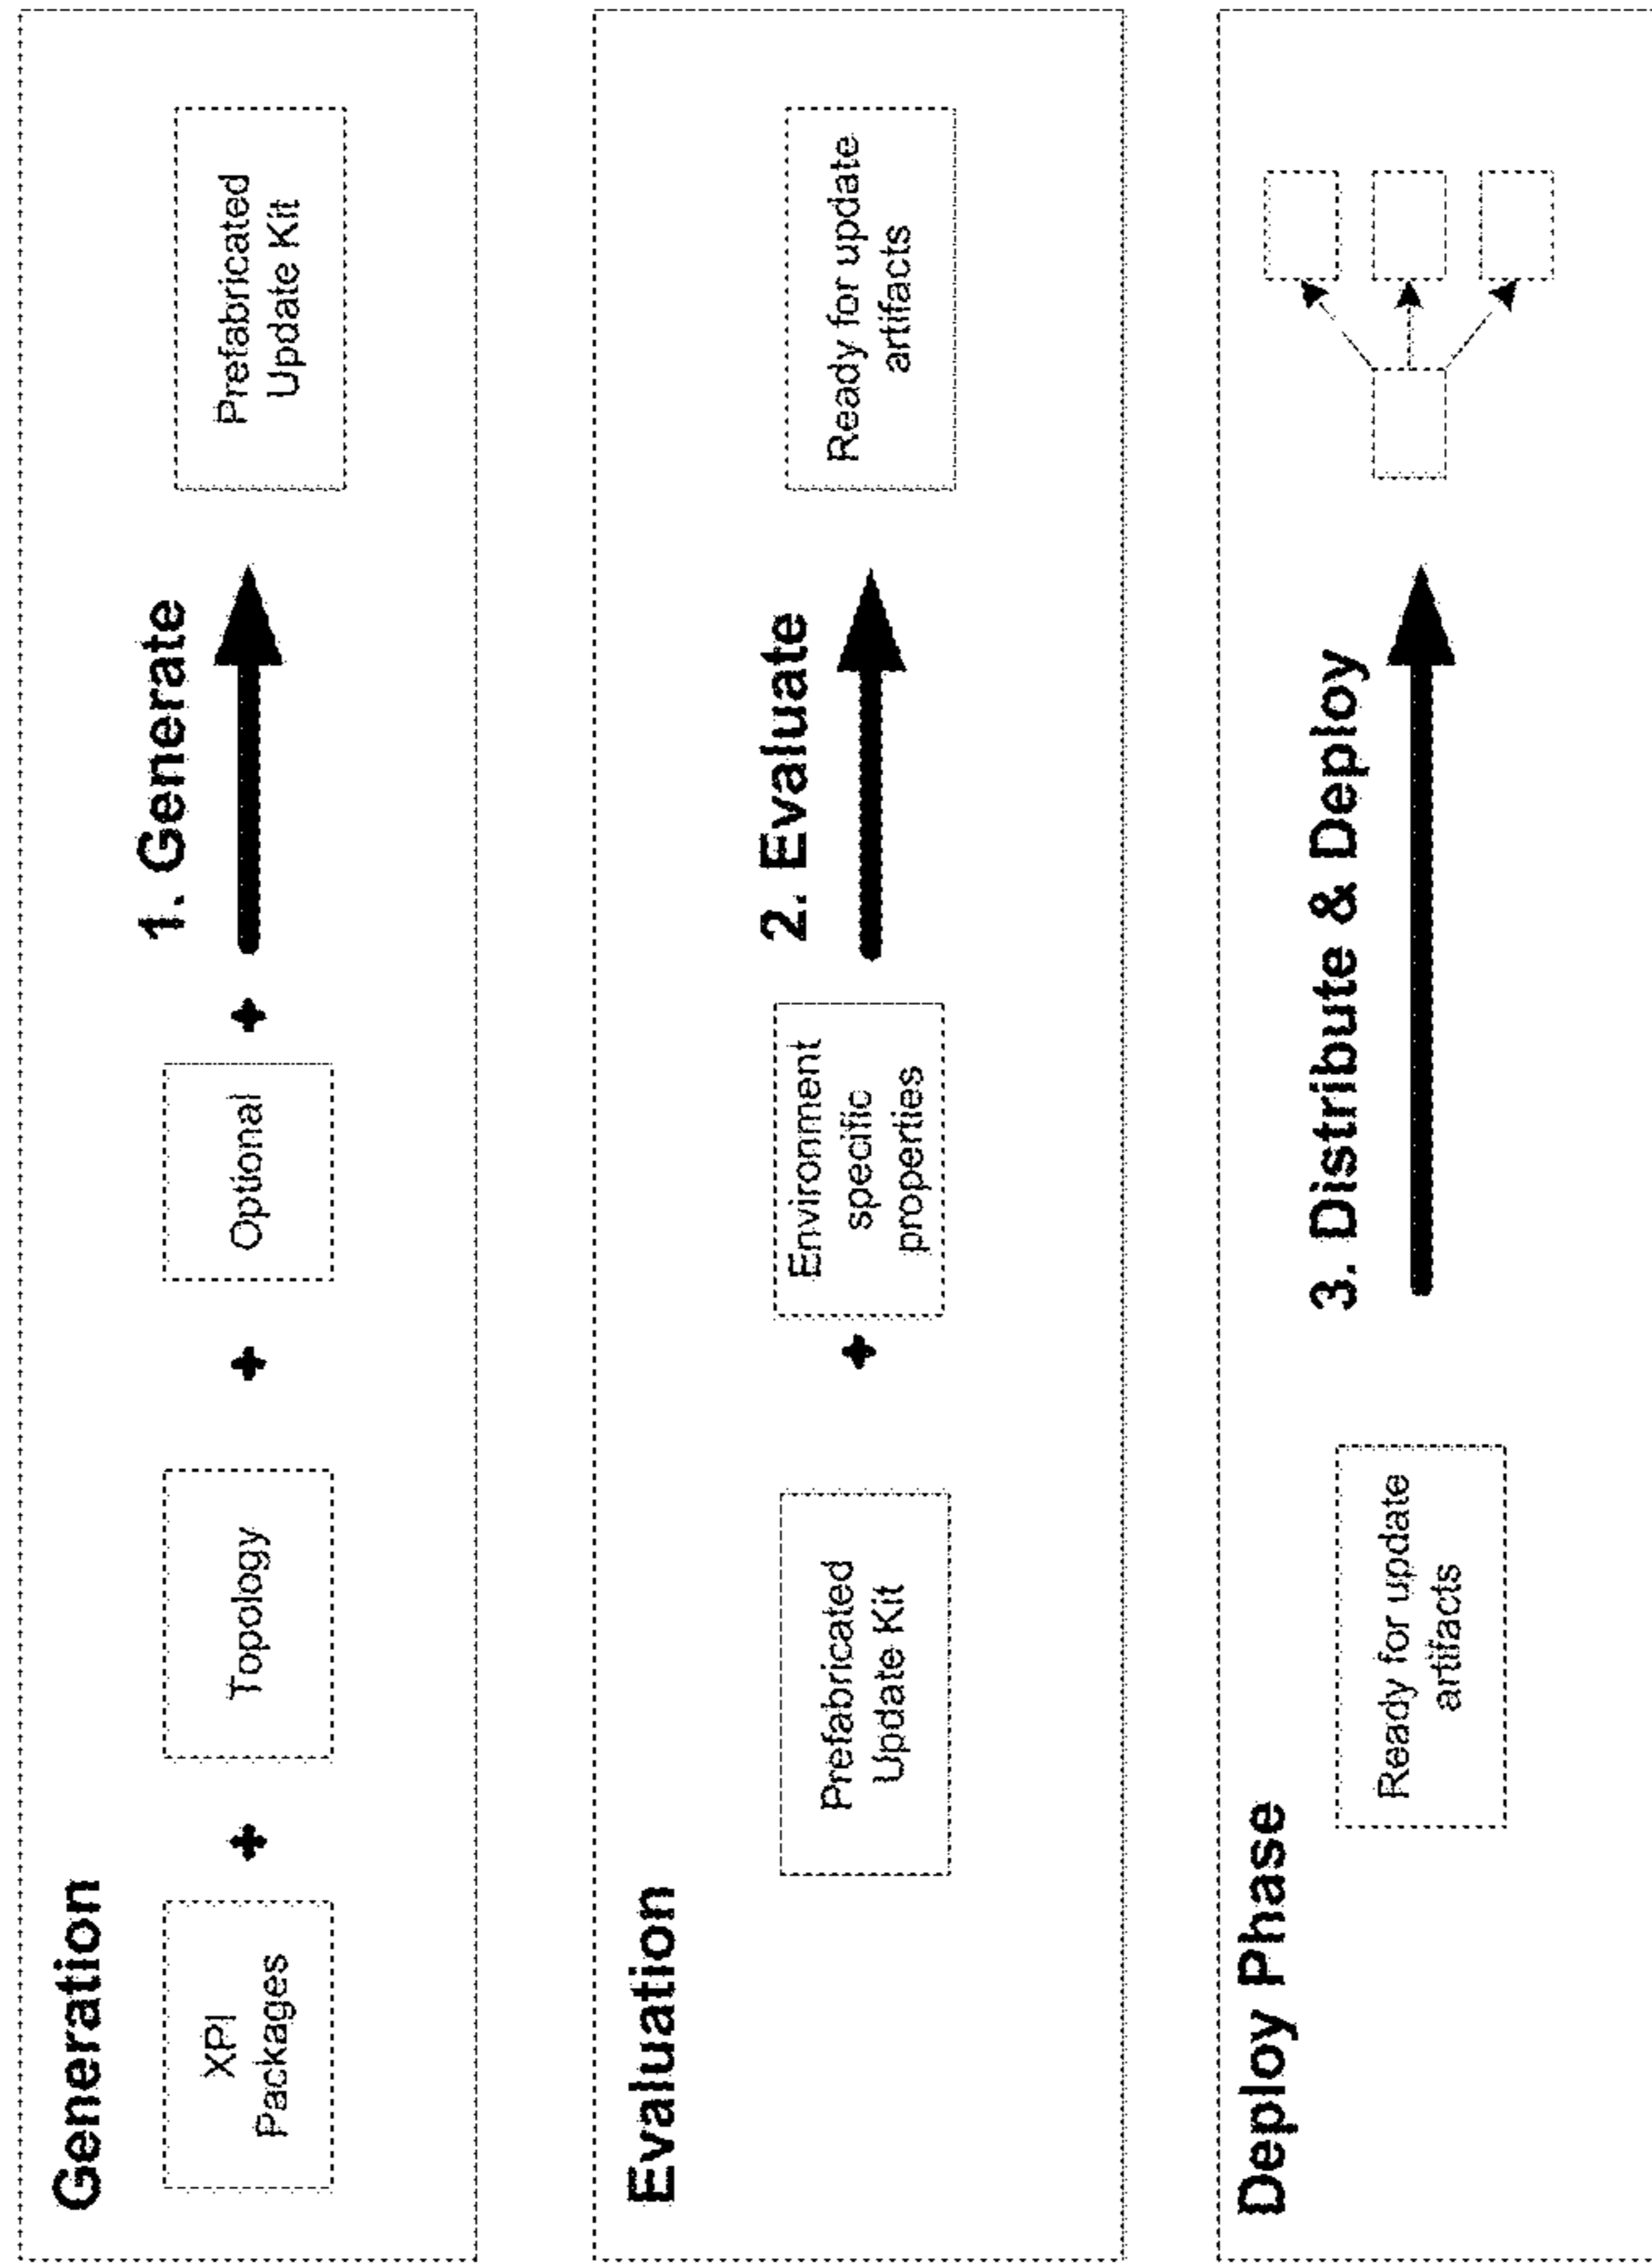 Generation
XPI
Packages
+
Topology
+
Optional
+
1. Generate
Prefabricated
Update Kit
Evaluation
Prefabricated
Update Kit
+
Environment
specific
properties
2. Evaluate
Ready for update
artifacts
Deploy Phase
Ready for update
artifacts
3. Distribute & Deploy